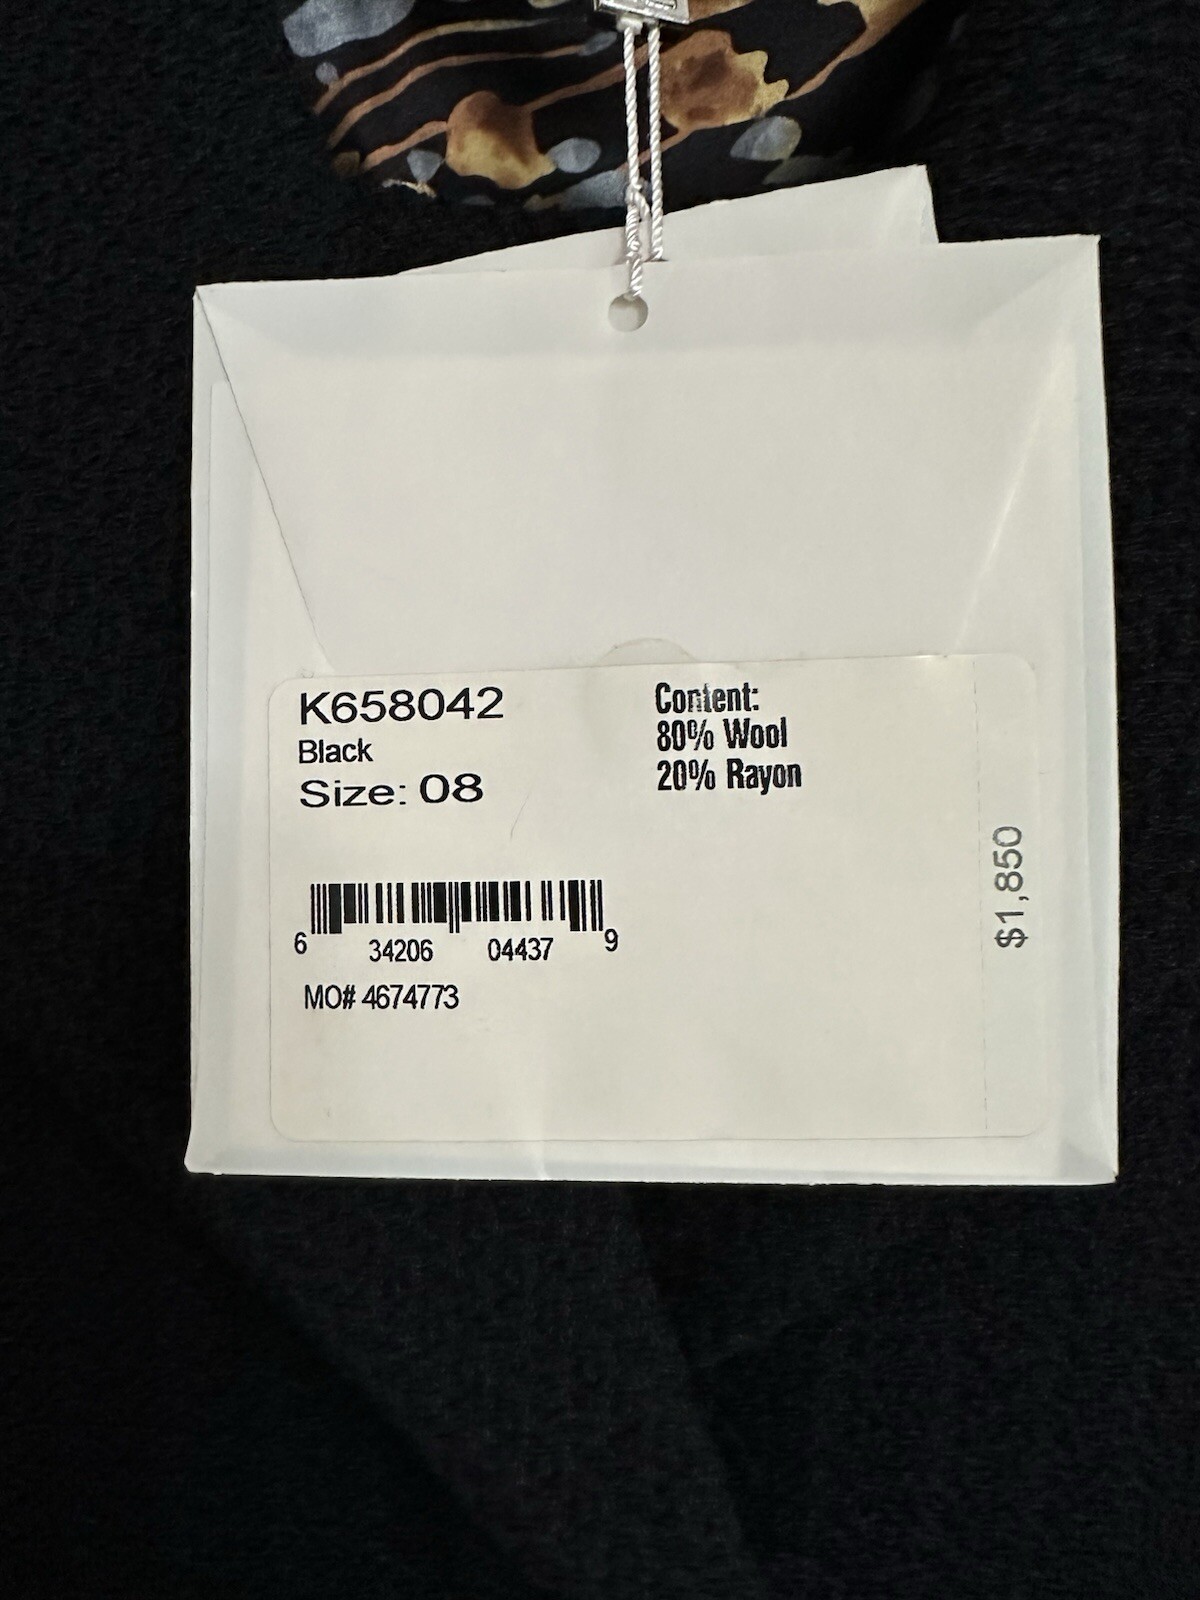 K658042
Black
Size: 08
Content:
80% Wool
20% Rayon
$1,850
6 34206 04437 9
MO# 4674773